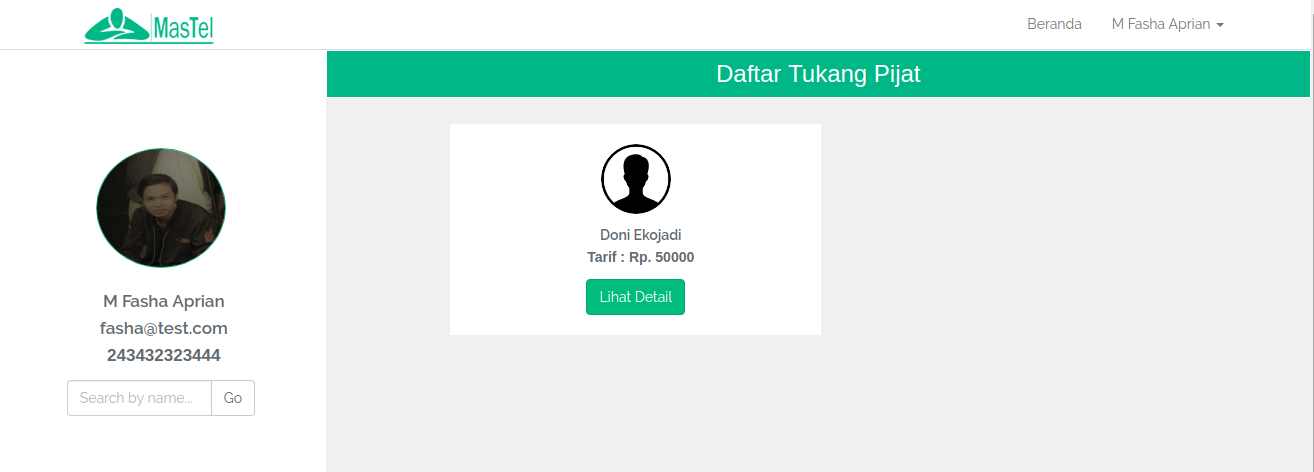 MasTel
Beranda
M Fasha Aprian
Daftar Tukang Pijat
Doni Ekojadi
Tarif : Rp. 50000
Lihat Detail
M Fasha Aprian
fasha@test.com
243432323444
Search by name...
Go